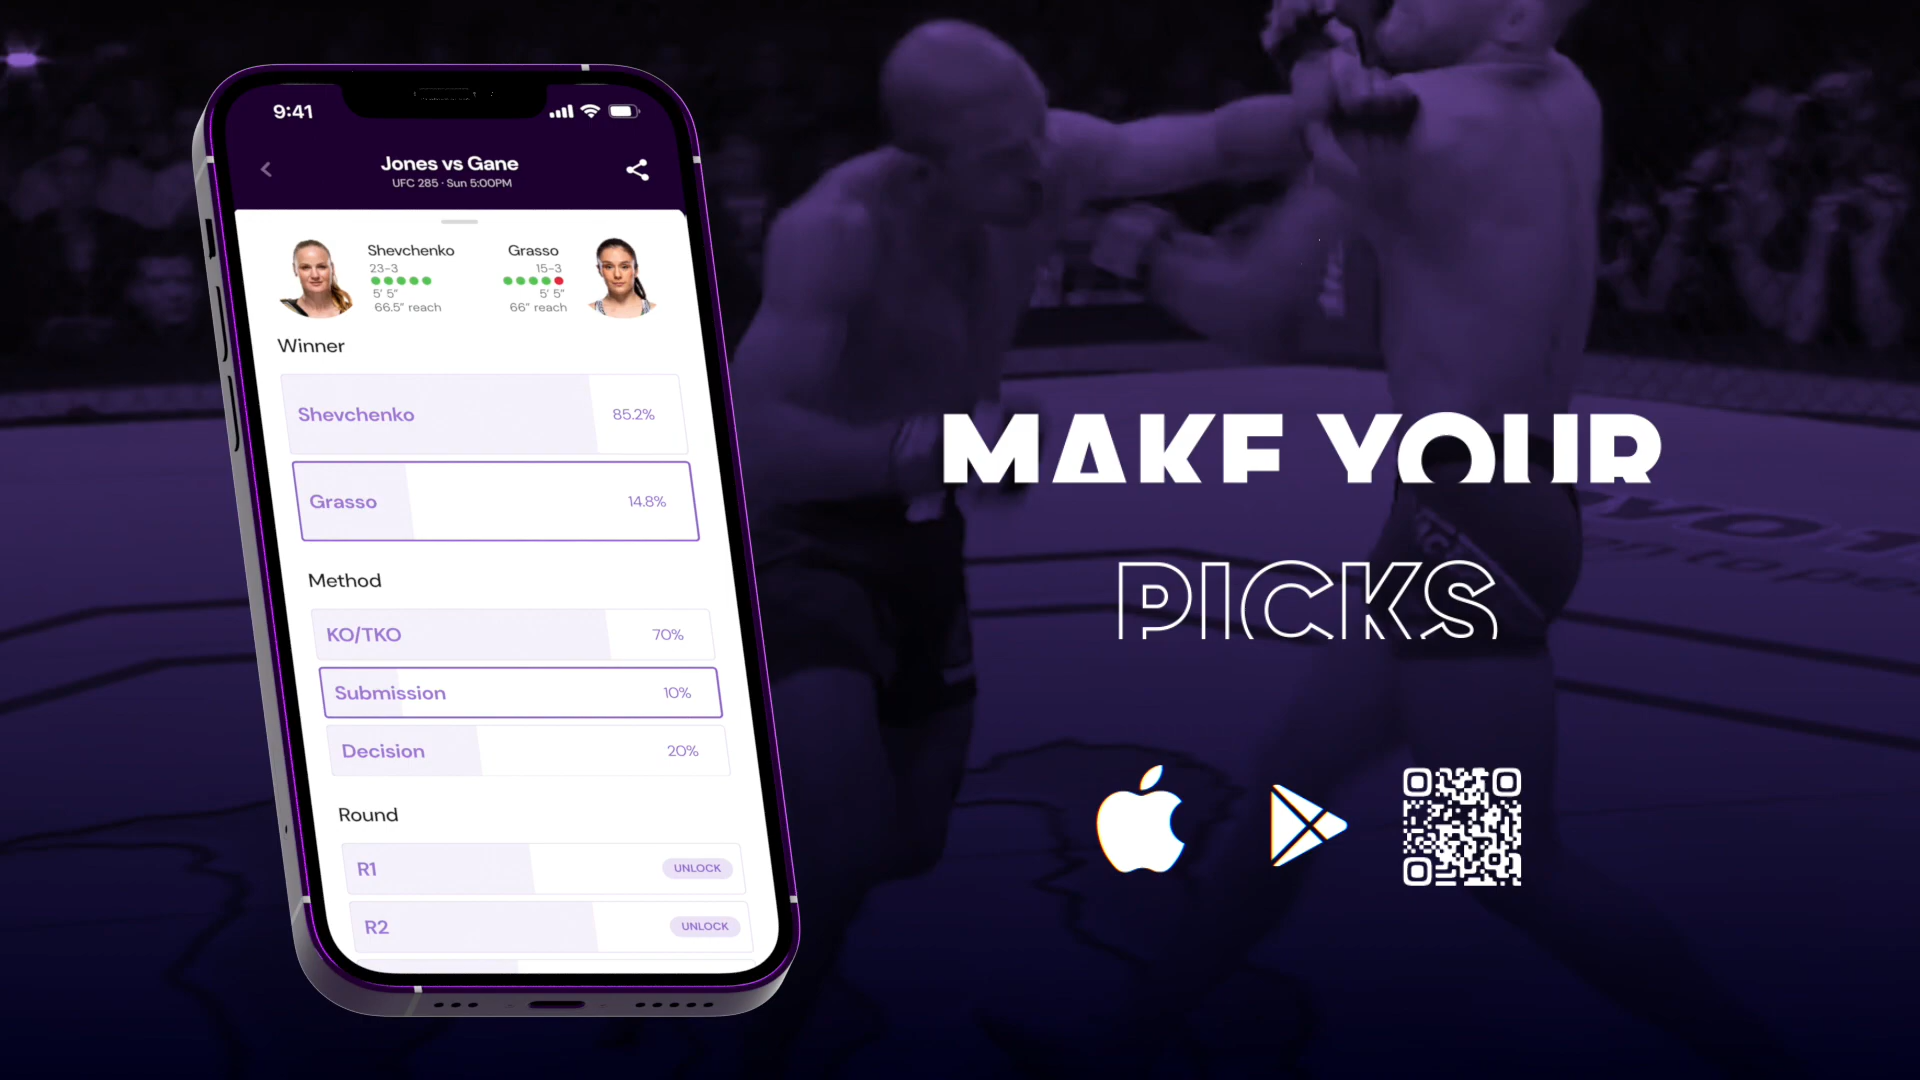 9:41
Jones vs Gane
UFC 285 · Sun 5:00PM
Shevchenko
23-3
5' 5"
66.5" reach
Grasso
15-3
5' 5"
66" reach
Winner
Shevchenko 85.2%
Grasso 14.8%
Method
KO/TKO 70%
Submission 10%
Decision 20%
Round
R1 UNLOCK
R2 UNLOCK
MAKE YOUR
PICKS